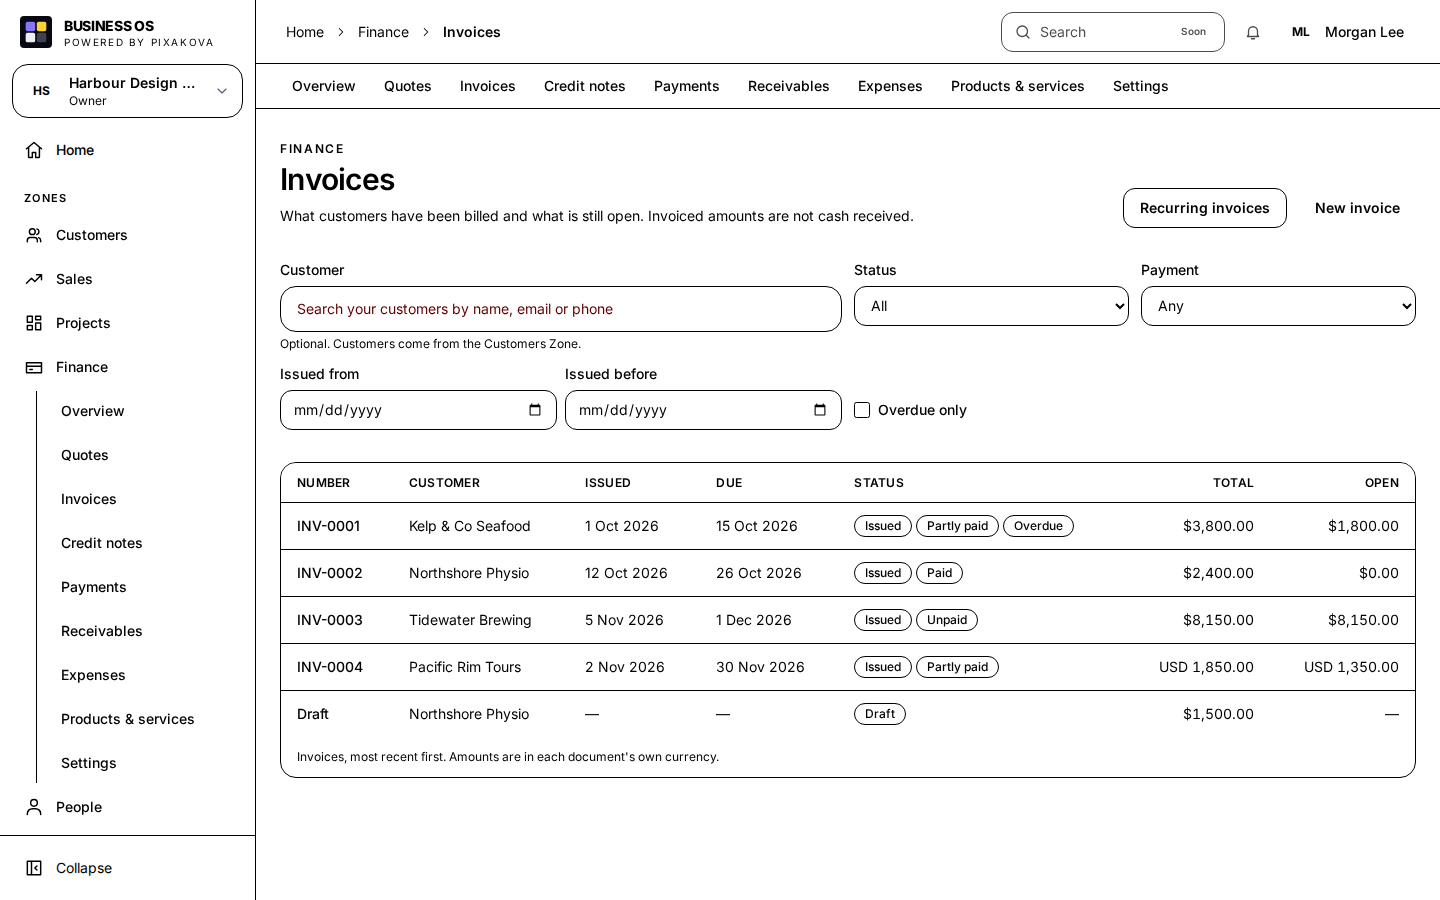 BUSINESS OS
POWERED BY PIXAKOVA
HS
Harbour Design ...
Owner
Home
ZONES
Customers
Sales
Projects
Finance
Overview
Quotes
Invoices
Credit notes
Payments
Receivables
Expenses
Products & services
Settings
People
Collapse
Home > Finance > Invoices
Search Soon
ML Morgan Lee
Overview Quotes Invoices Credit notes Payments Receivables Expenses Products & services Settings
FINANCE
Invoices
What customers have been billed and what is still open. Invoiced amounts are not cash received.
Recurring invoices New invoice
Customer Status Payment
Search your customers by name, email or phone All Any
Optional. Customers come from the Customers Zone.
Issued from Issued before
mm/dd/yyyy mm/dd/yyyy Overdue only
NUMBER CUSTOMER ISSUED DUE STATUS TOTAL OPEN
INV-0001 Kelp & Co Seafood 1 Oct 2026 15 Oct 2026 Issued Partly paid Overdue $3,800.00 $1,800.00
INV-0002 Northshore Physio 12 Oct 2026 26 Oct 2026 Issued Paid $2,400.00 $0.00
INV-0003 Tidewater Brewing 5 Nov 2026 1 Dec 2026 Issued Unpaid $8,150.00 $8,150.00
INV-0004 Pacific Rim Tours 2 Nov 2026 30 Nov 2026 Issued Partly paid USD 1,850.00 USD 1,350.00
Draft Northshore Physio — — Draft $1,500.00 —
Invoices, most recent first. Amounts are in each document's own currency.